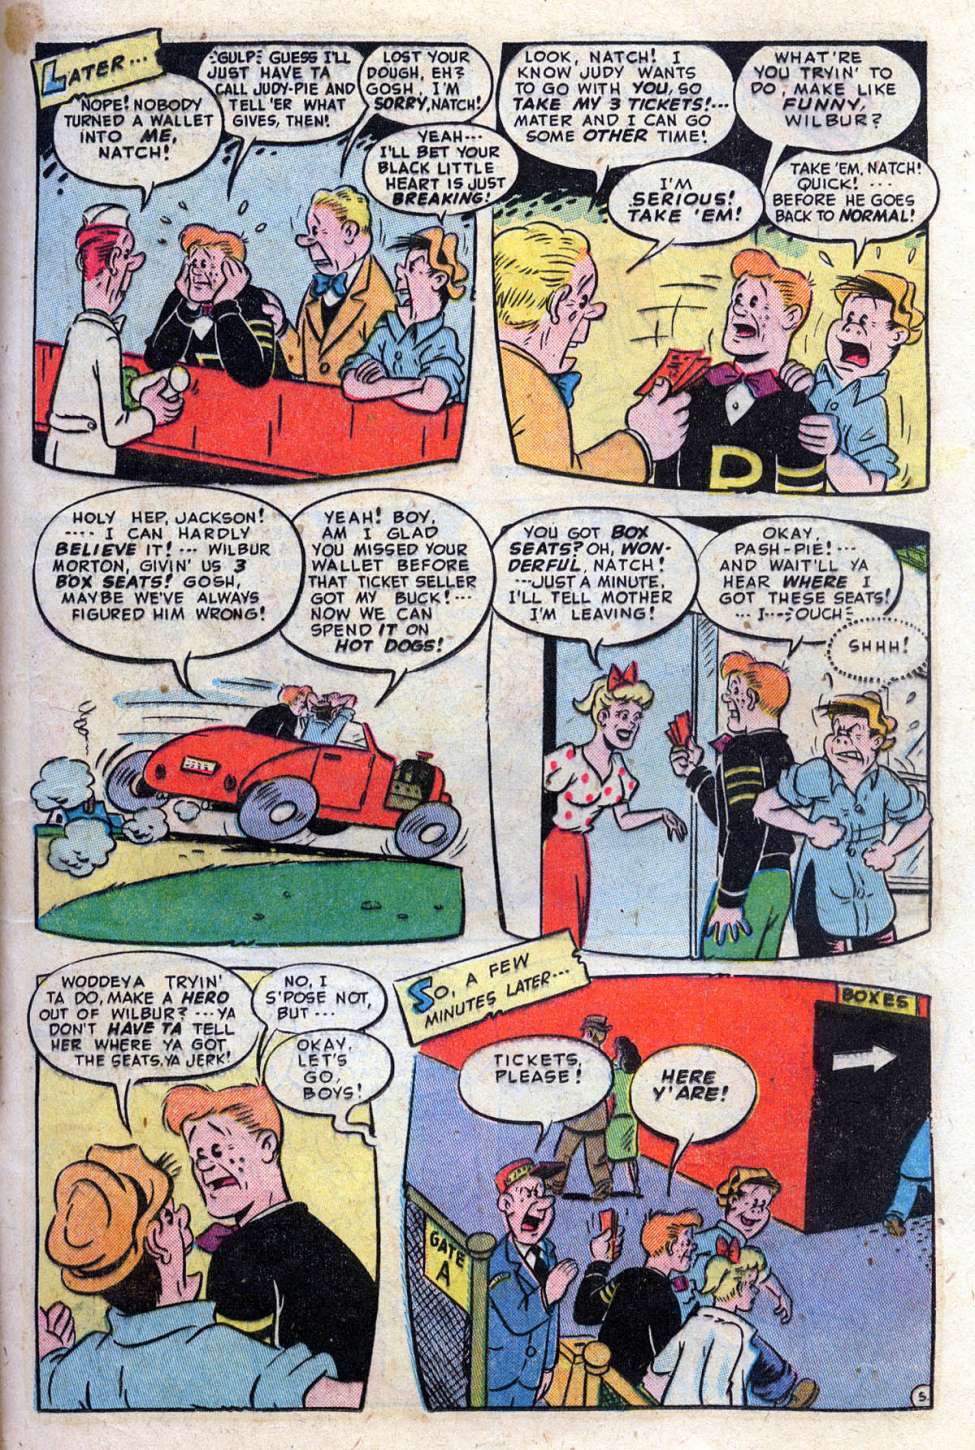 LATER...
"NOPE! NOBODY
TURNED A WALLET
INTO ME,
NATCH!
:GULP: GUESS I'LL
JUST HAVE TA
CALL JUDY-PIE AND
TELL 'ER WHAT
GIVES, THEN!
LOST YOUR
DOUGH, EH?
GOSH, I'M
SORRY, NATCH!
YEAH---
I'LL BET YOUR
BLACK LITTLE
HEART IS JUST
BREAKING!
LOOK, NATCH! I
KNOW JUDY WANTS
TO GO WITH YOU, SO
TAKE MY 3 TICKETS!...
MATER AND I CAN GO
SOME OTHER TIME!
I'M
SERIOUS!
TAKE 'EM!
WHAT'RE
YOU TRYIN' TO
DO, MAKE LIKE
FUNNY,
WILBUR?
TAKE 'EM, NATCH!
QUICK! ...
BEFORE HE GOES
BACK TO NORMAL!
HOLY HEP, JACKSON!
---- I CAN HARDLY
BELIEVE IT! --- WILBUR
MORTON, GIVIN' US 3
BOX SEATS! GOSH,
MAYBE WE'VE ALWAYS
FIGURED HIM WRONG!
YEAH! BOY,
AM I GLAD
YOU MISSED YOUR
WALLET BEFORE
THAT TICKET SELLER
GOT MY BUCK! ---
NOW WE CAN
SPEND IT ON
HOT DOGS!
YOU GOT BOX
SEATS? OH, WON-
DERFUL, NATCH!
---JUST A MINUTE,
I'LL TELL MOTHER
I'M LEAVING!
OKAY,
PASH-PIE! ---
AND WAIT'LL YA
HEAR WHERE I
GOT THESE SEATS!
... I--- :OUCH:
SHHH!
WODDEYA TRYIN'
TA DO, MAKE A HERO
OUT OF WILBUR? ---YA
DON'T HAVE TA TELL
HER WHERE YA GOT
THE SEATS, YA JERK!
NO, I
S'POSE NOT,
BUT ---
OKAY,
LET'S
GO,
BOYS!
SO, A FEW
MINUTES LATER---
TICKETS,
PLEASE!
HERE
Y'ARE!
BOXES
GATE
A
5